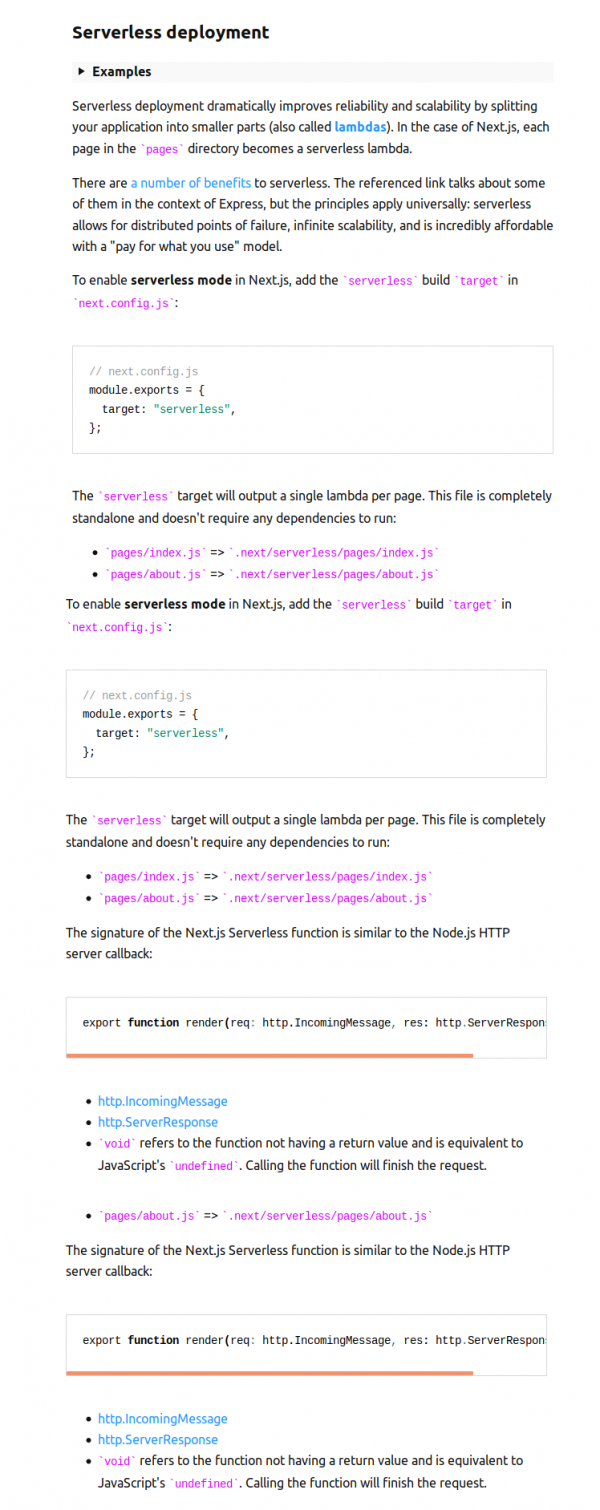 Serverless deployment
▸ Examples
Serverless deployment dramatically improves reliability and scalability by splitting
your application into smaller parts (also called lambdas). In the case of Next.js, each
page in the `pages` directory becomes a serverless lambda.
There are a number of benefits to serverless. The referenced link talks about some
of them in the context of Express, but the principles apply universally: serverless
allows for distributed points of failure, infinite scalability, and is incredibly affordable
with a "pay for what you use" model.
To enable serverless mode in Next.js, add the `serverless` build `target` in
`next.config.js`:
// next.config.js
module.exports = {
  target: "serverless",
};
The `serverless` target will output a single lambda per page. This file is completely
standalone and doesn't require any dependencies to run:
• `pages/index.js` => `.next/serverless/pages/index.js`
• `pages/about.js` => `.next/serverless/pages/about.js`
To enable serverless mode in Next.js, add the `serverless` build `target` in
`next.config.js`:
// next.config.js
module.exports = {
  target: "serverless",
};
The `serverless` target will output a single lambda per page. This file is completely
standalone and doesn't require any dependencies to run:
• `pages/index.js` => `.next/serverless/pages/index.js`
• `pages/about.js` => `.next/serverless/pages/about.js`
The signature of the Next.js Serverless function is similar to the Node.js HTTP
server callback:
export function render(req: http.IncomingMessage, res: http.ServerRespon
• http.IncomingMessage
• http.ServerResponse
• `void` refers to the function not having a return value and is equivalent to
JavaScript's `undefined`. Calling the function will finish the request.
• `pages/about.js` => `.next/serverless/pages/about.js`
The signature of the Next.js Serverless function is similar to the Node.js HTTP
server callback:
export function render(req: http.IncomingMessage, res: http.ServerRespon
• http.IncomingMessage
• http.ServerResponse
• `void` refers to the function not having a return value and is equivalent to
JavaScript's `undefined`. Calling the function will finish the request.